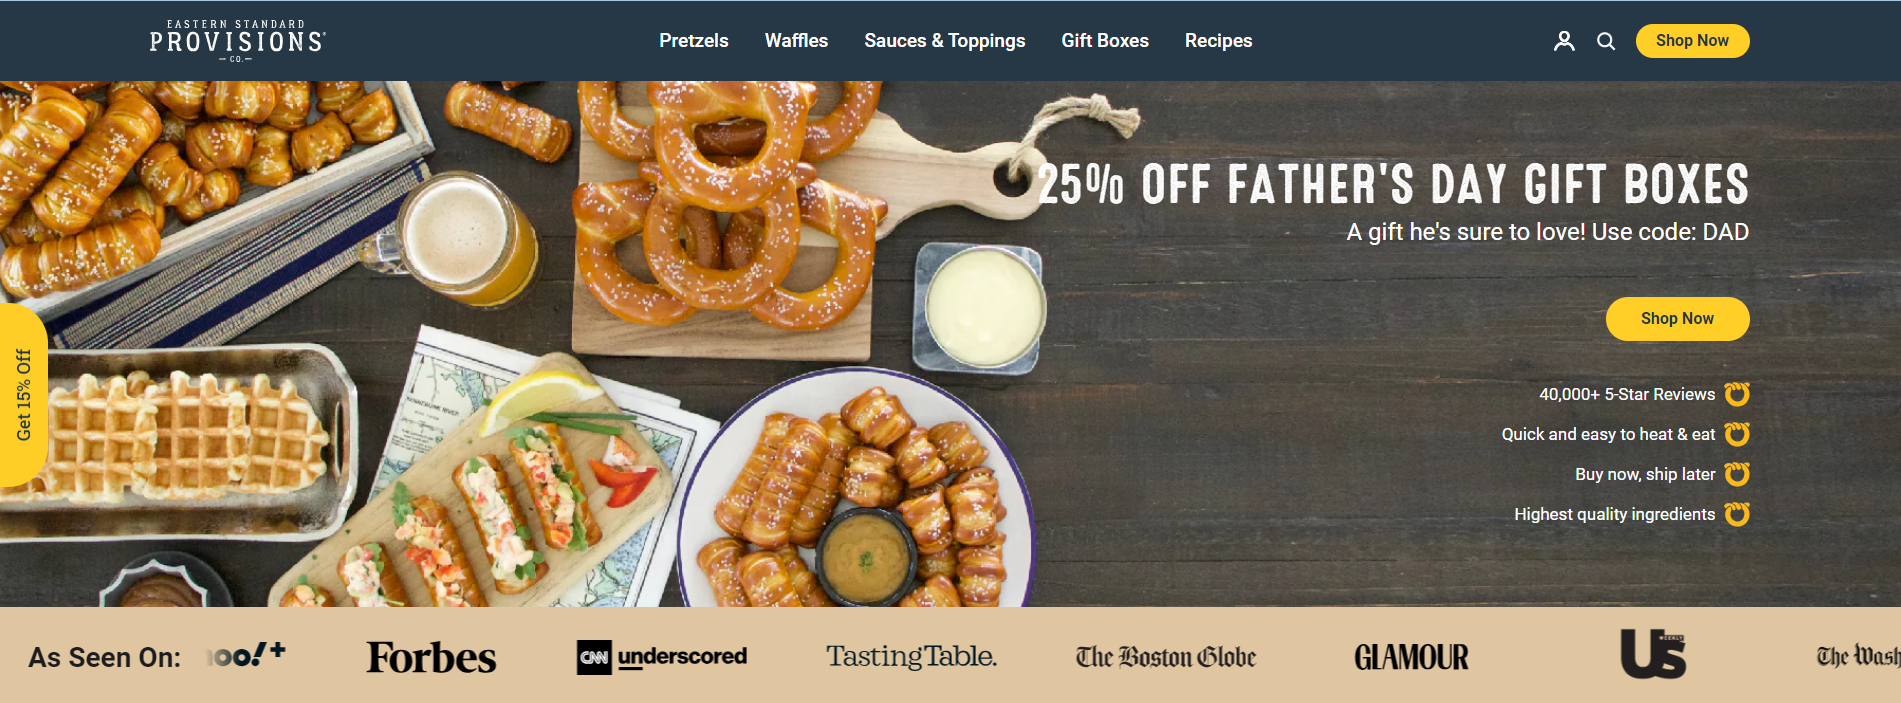 EASTERN STANDARD
PROVISIONS
CO.
Pretzels
Waffles
Sauces & Toppings
Gift Boxes
Recipes
Shop Now
25% OFF FATHER'S DAY GIFT BOXES
A gift he's sure to love! Use code: DAD
Shop Now
40,000+ 5-Star Reviews
Quick and easy to heat & eat
Buy now, ship later
Highest quality ingredients
Get 15% Off
KENNEBUNK RIVER
As Seen On:
Forbes
CNN underscored
TastingTable.
The Boston Globe
GLAMOUR
US WEEKLY
The Wash